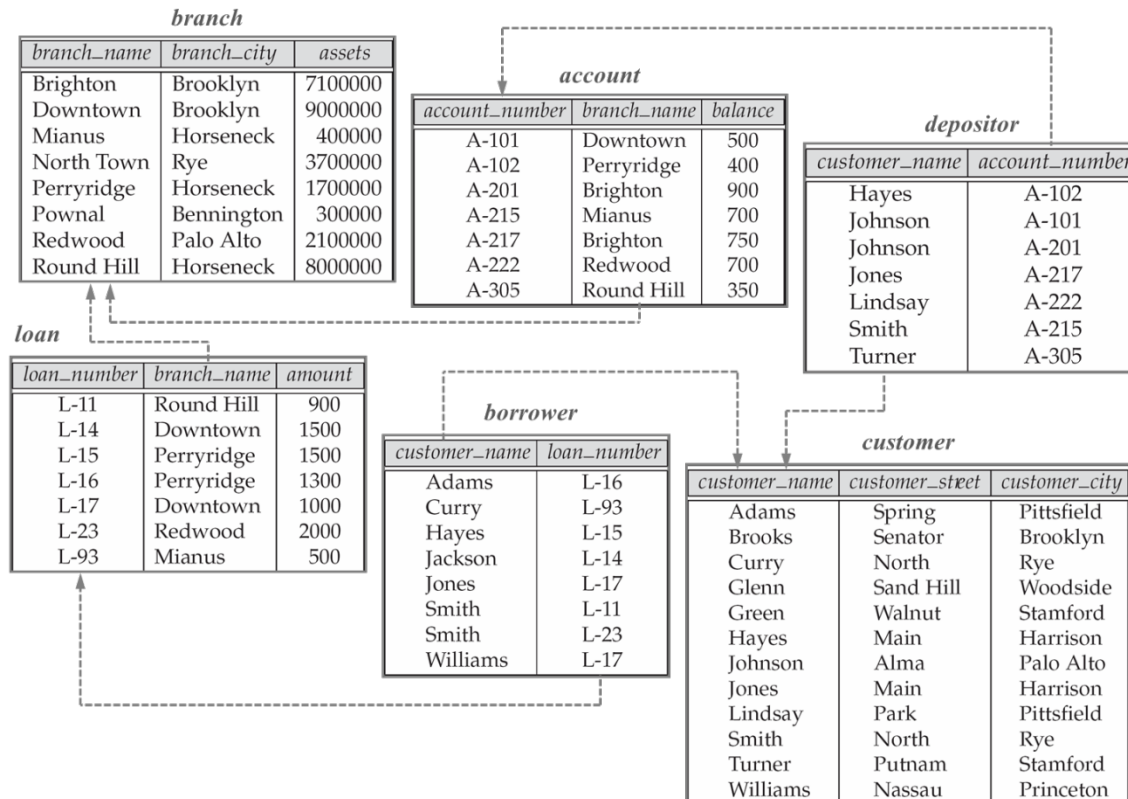 branch
branch_name branch_city assets
Brighton Brooklyn 7100000
Downtown Brooklyn 9000000
Mianus Horseneck 400000
North Town Rye 3700000
Perryridge Horseneck 1700000
Pownal Bennington 300000
Redwood Palo Alto 2100000
Round Hill Horseneck 8000000
account
account_number branch_name balance
A-101 Downtown 500
A-102 Perryridge 400
A-201 Brighton 900
A-215 Mianus 700
A-217 Brighton 750
A-222 Redwood 700
A-305 Round Hill 350
depositor
customer_name account_number
Hayes A-102
Johnson A-101
Johnson A-201
Jones A-217
Lindsay A-222
Smith A-215
Turner A-305
loan
loan_number branch_name amount
L-11 Round Hill 900
L-14 Downtown 1500
L-15 Perryridge 1500
L-16 Perryridge 1300
L-17 Downtown 1000
L-23 Redwood 2000
L-93 Mianus 500
borrower
customer_name loan_number
Adams L-16
Curry L-93
Hayes L-15
Jackson L-14
Jones L-17
Smith L-11
Smith L-23
Williams L-17
customer
customer_name customer_street customer_city
Adams Spring Pittsfield
Brooks Senator Brooklyn
Curry North Rye
Glenn Sand Hill Woodside
Green Walnut Stamford
Hayes Main Harrison
Johnson Alma Palo Alto
Jones Main Harrison
Lindsay Park Pittsfield
Smith North Rye
Turner Putnam Stamford
Williams Nassau Princeton